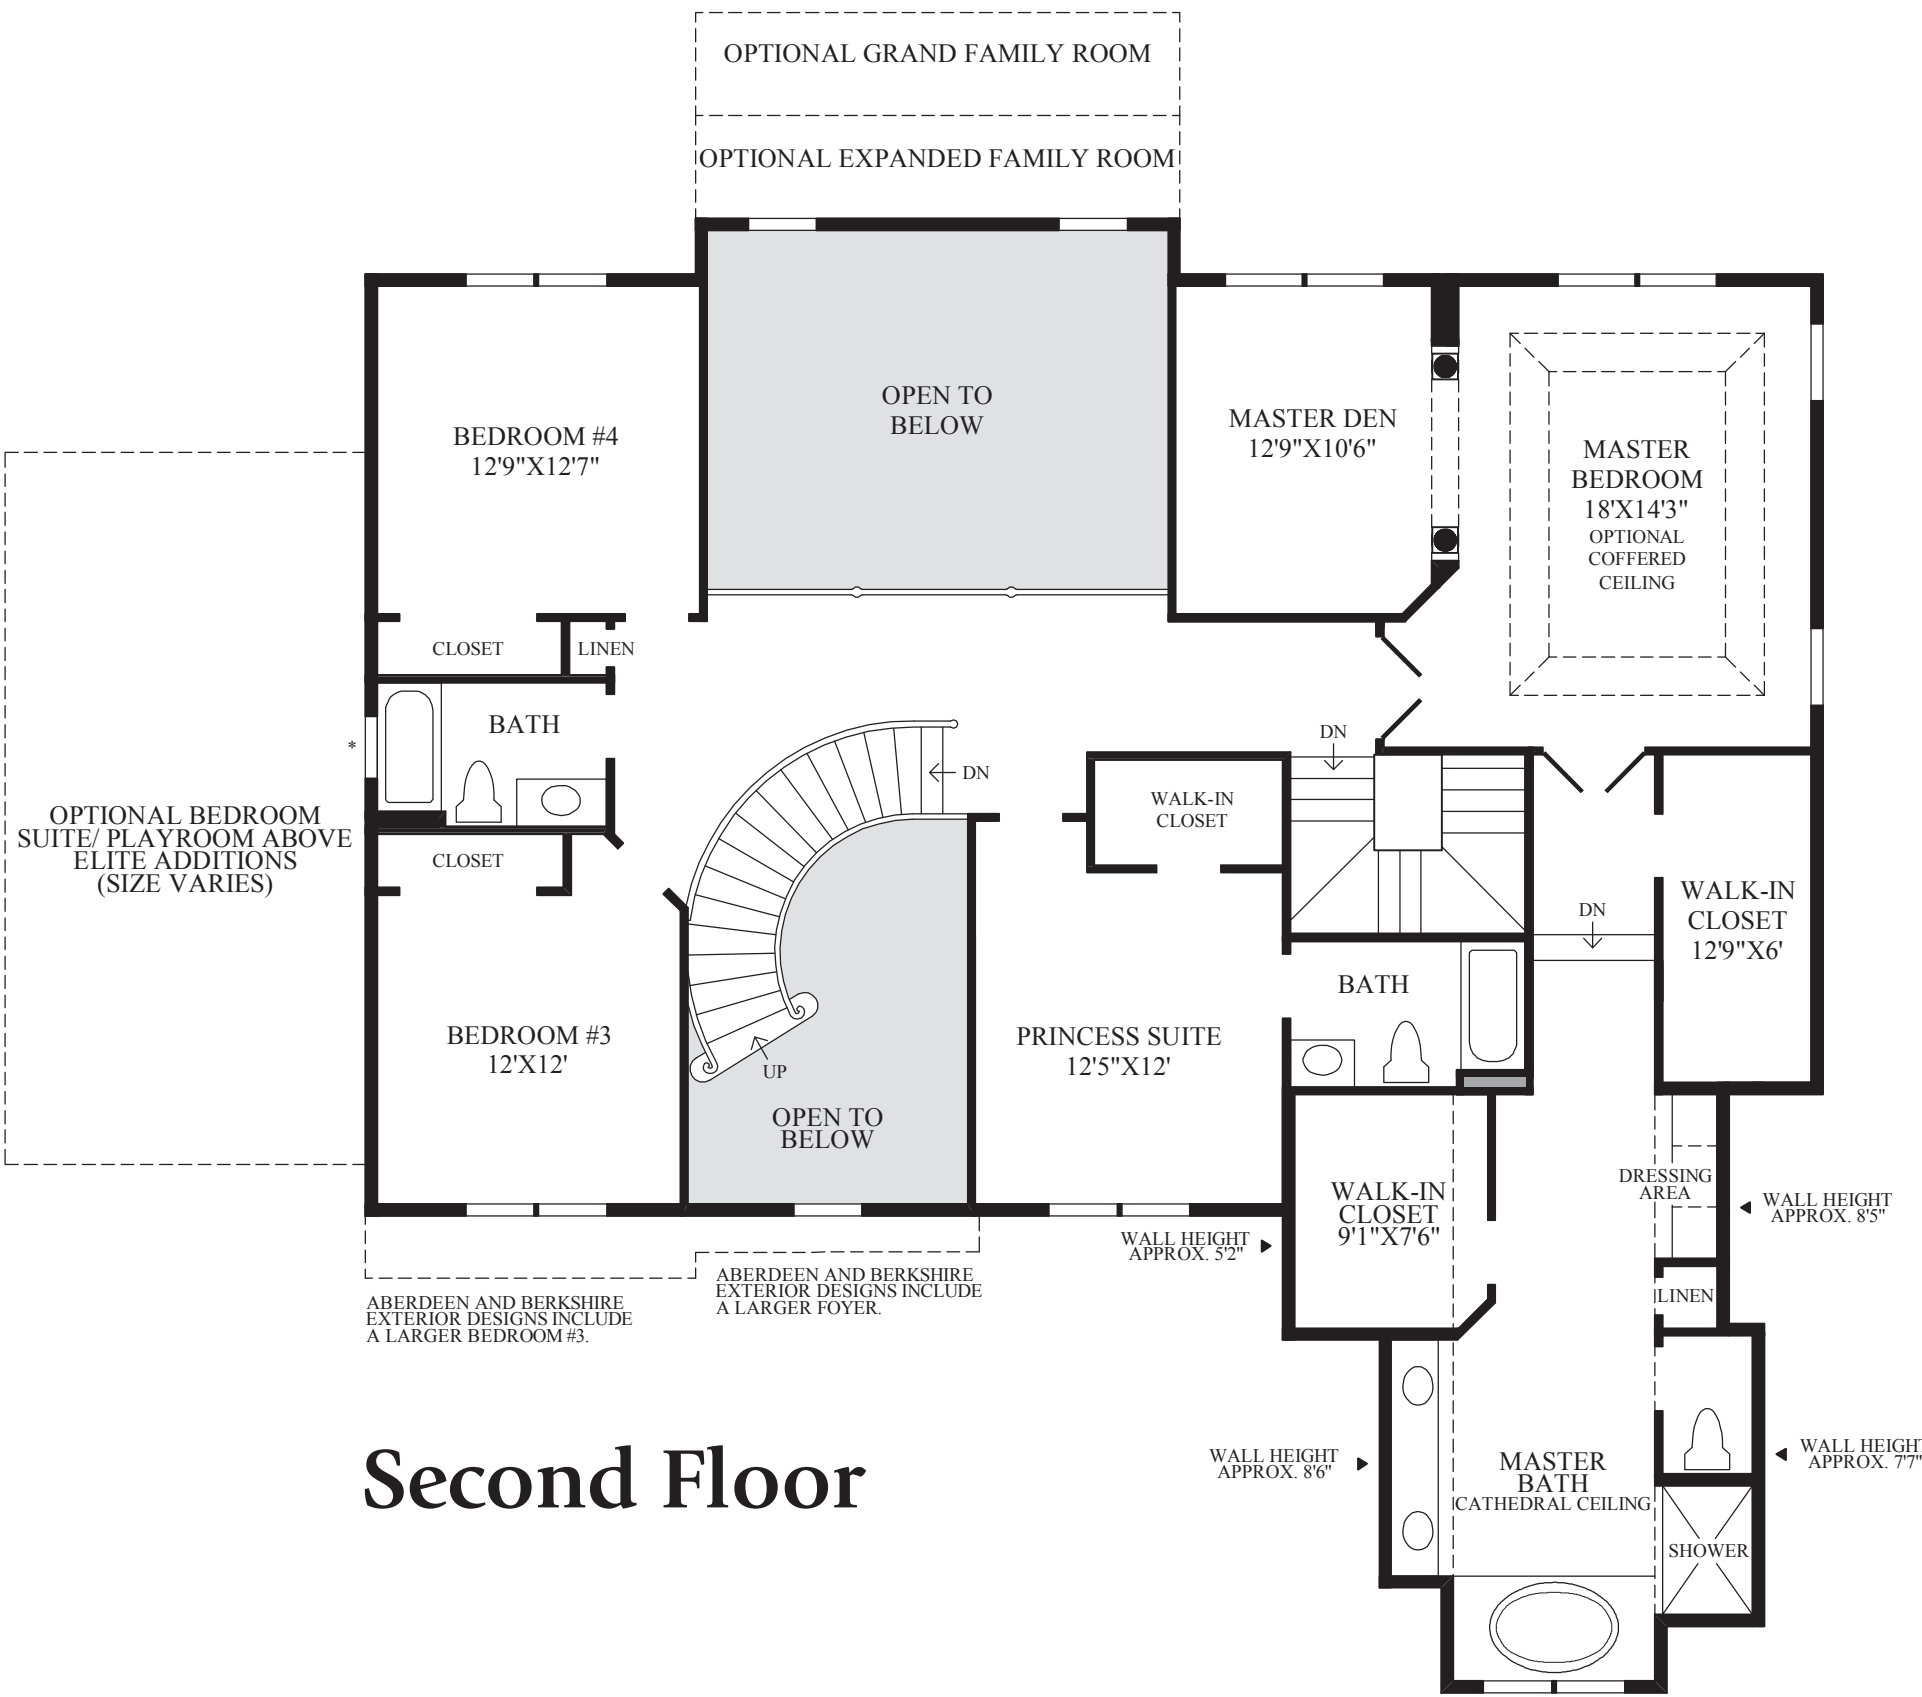 OPTIONAL GRAND FAMILY ROOM
OPTIONAL EXPANDED FAMILY ROOM
OPEN TO
BELOW
BEDROOM #4
12'9"X12'7"
MASTER DEN
12'9"X10'6"
MASTER
BEDROOM
18'X14'3"
OPTIONAL
COFFERED
CEILING
CLOSET
LINEN
BATH
*
DN
DN
WALK-IN
CLOSET
OPTIONAL BEDROOM
SUITE/ PLAYROOM ABOVE
ELITE ADDITIONS
(SIZE VARIES)
CLOSET
WALK-IN
CLOSET
12'9"X6'
DN
BATH
BEDROOM #3
12'X12'
PRINCESS SUITE
12'5"X12'
UP
OPEN TO
BELOW
DRESSING
AREA
WALK-IN
CLOSET
9'1"X7'6"
WALL HEIGHT
APPROX. 8'5"
WALL HEIGHT
APPROX. 5'2"
ABERDEEN AND BERKSHIRE
EXTERIOR DESIGNS INCLUDE
A LARGER FOYER.
ABERDEEN AND BERKSHIRE
EXTERIOR DESIGNS INCLUDE
A LARGER BEDROOM #3.
LINEN
Second Floor
WALL HEIGHT
APPROX. 8'6"
MASTER
BATH
CATHEDRAL CEILING
WALL HEIGHT
APPROX. 7'7"
SHOWER